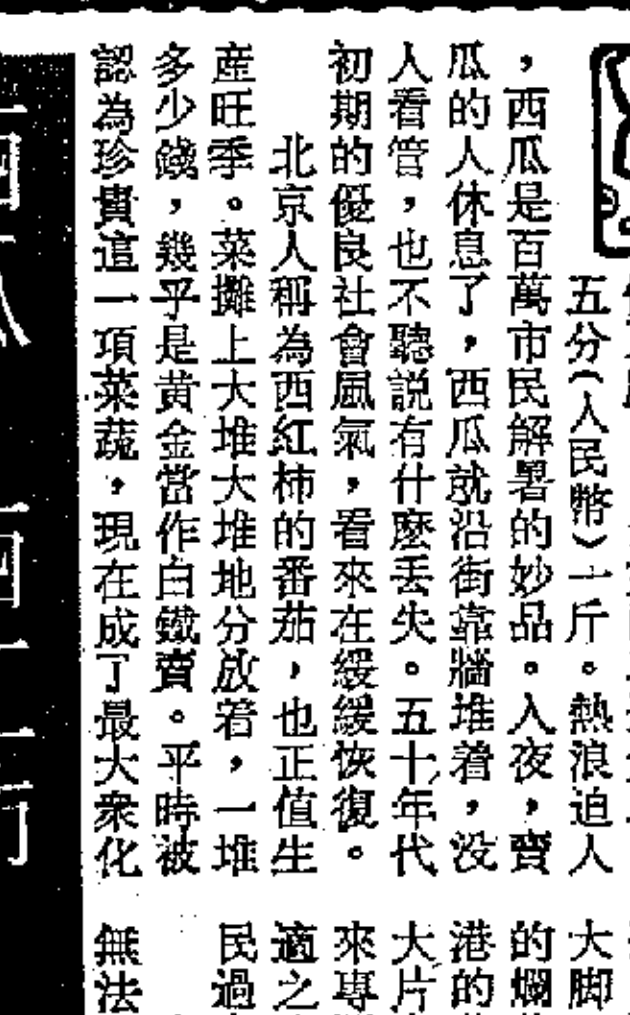 五分(人民幣)一斤。熱浪迫人
，西瓜是百萬市民解暑的妙品。入夜，賣
瓜的人休息了，西瓜就沿街靠牆堆着，没
人看管，也不聽説有什麽丢失。五十年代
初期的優良社會風氣，看來在緩緩恢復。
北京人稱為西紅柿的番茄，也正值生
産旺季。菜攤上大堆大堆地分放着，一堆
多少錢，幾乎是黄金當作白鐵賣。平時被
認為珍貴這一項菜蔬，現在成了最大衆化
大脚
的爛
港的
大片
來專
適之
民過
無法